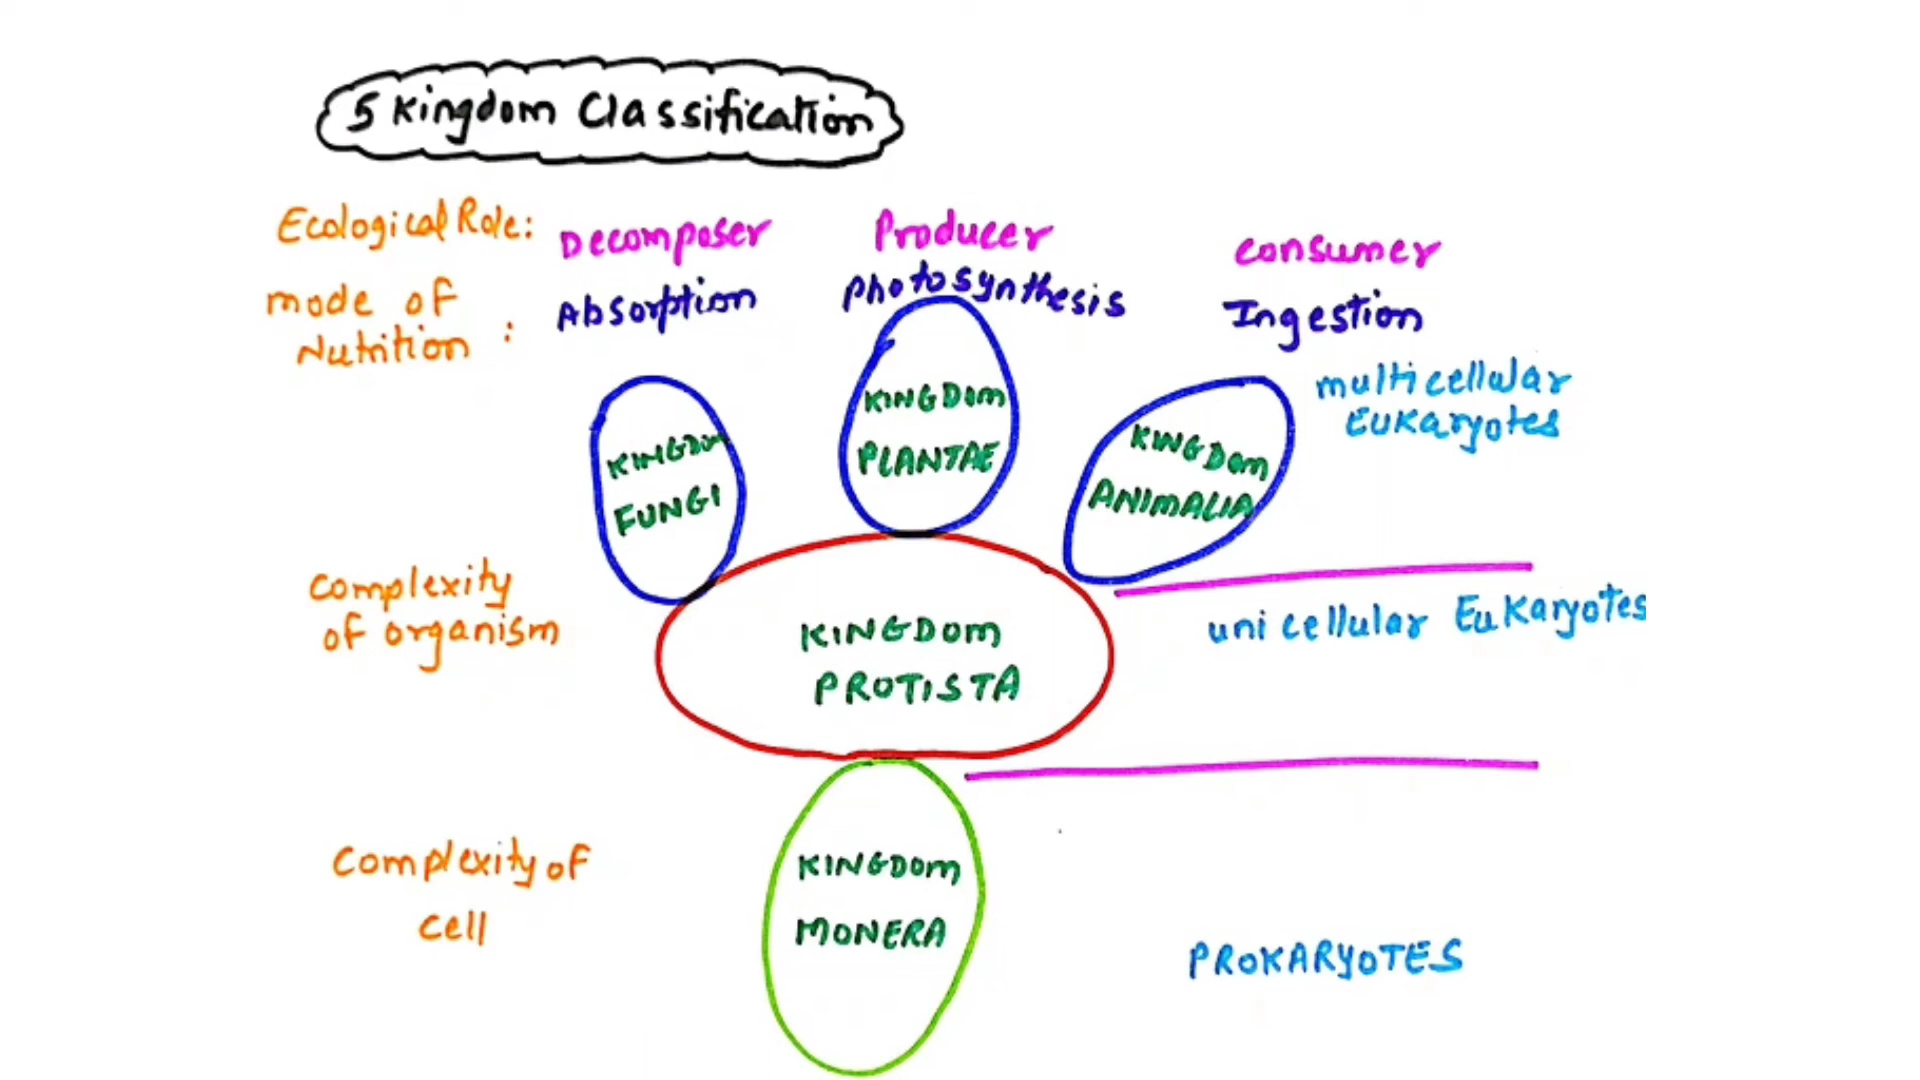 5 Kingdom Classification
Ecological Role: Decomposer Producer Consumer
mode of Nutrition : Absorption Photosynthesis Ingestion
multicellular
Eukaryotes
KINGDOM
FUNGI
KINGDOM
PLANTAE
KINGDOM
ANIMALIA
Complexity
of organism
KINGDOM
PROTISTA
unicellular Eukaryotes
Complexity of
cell
KINGDOM
MONERA
PROKARYOTES